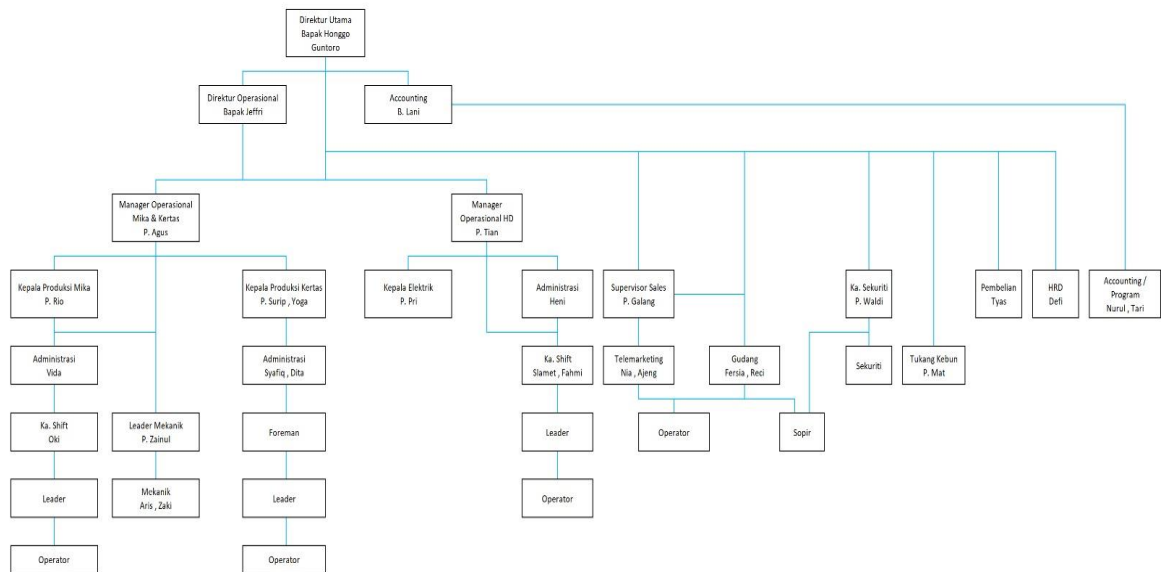 Direktur Utama
Bapak Honggo
Guntoro
Direktur Operasional
Bapak Jeffri
Accounting
B. Lani
Manager Operasional
Mika & Kertas
P. Agus
Manager
Operasional HD
P. Tian
Kepala Produksi Mika
P. Rio
Kepala Produksi Kertas
P. Surip , Yoga
Kepala Elektrik
P. Pri
Administrasi
Heni
Supervisor Sales
P. Galang
Ka. Sekuriti
P. Waldi
Pembelian
Tyas
HRD
Defi
Accounting /
Program
Nurul , Tari
Administrasi
Vida
Administrasi
Syafiq , Dita
Ka. Shift
Slamet , Fahmi
Telemarketing
Nia , Ajeng
Gudang
Fersia , Reci
Sekuriti
Tukang Kebun
P. Mat
Ka. Shift
Oki
Leader Mekanik
P. Zainul
Foreman
Leader
Operator
Sopir
Leader
Mekanik
Aris , Zaki
Leader
Operator
Operator
Operator